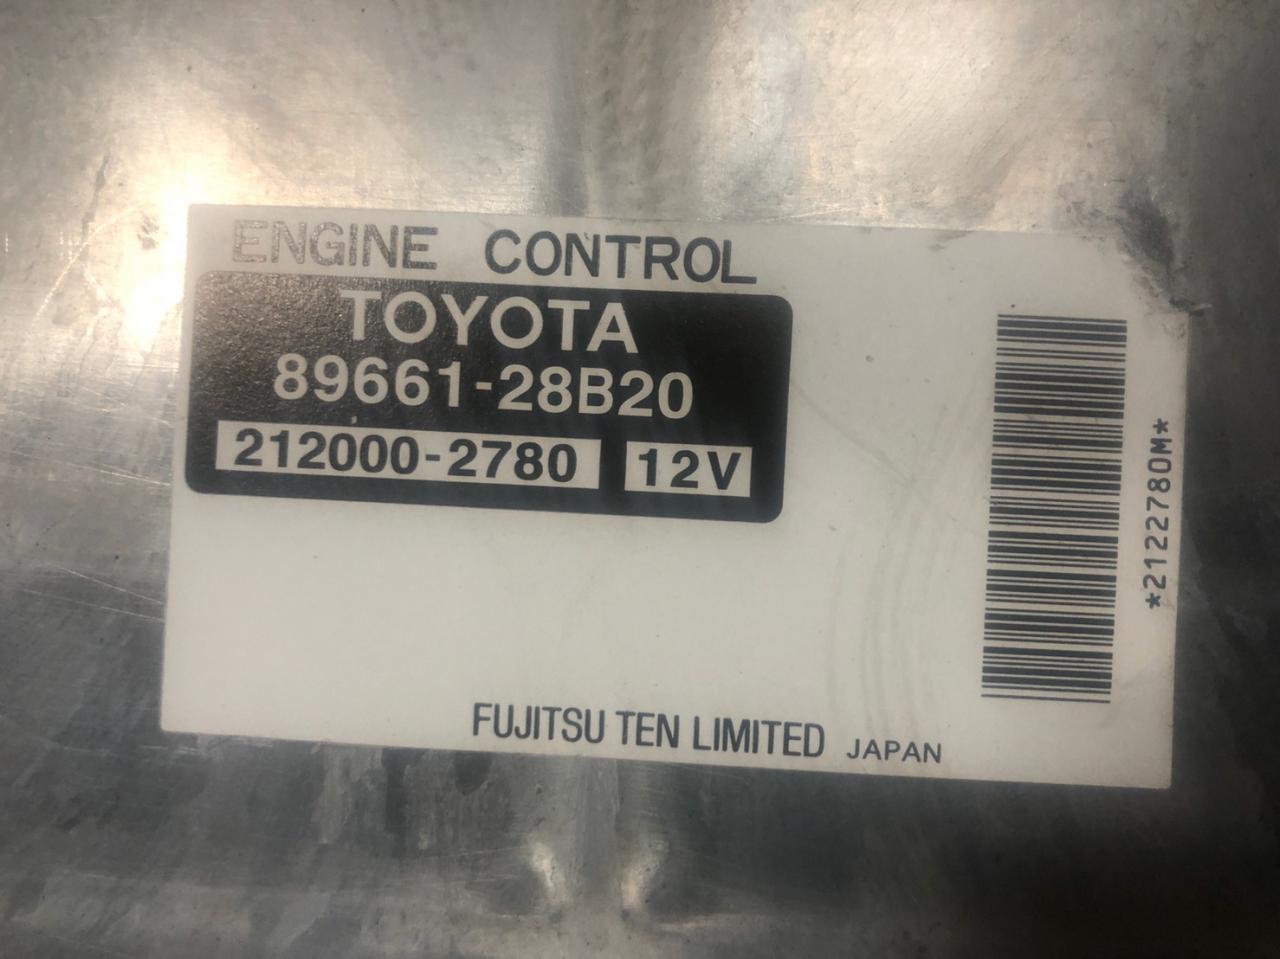 ENGINE CONTROL
TOYOTA
89661-28B20
212000-2780 12V
*2122780M*
FUJITSU TEN LIMITED JAPAN